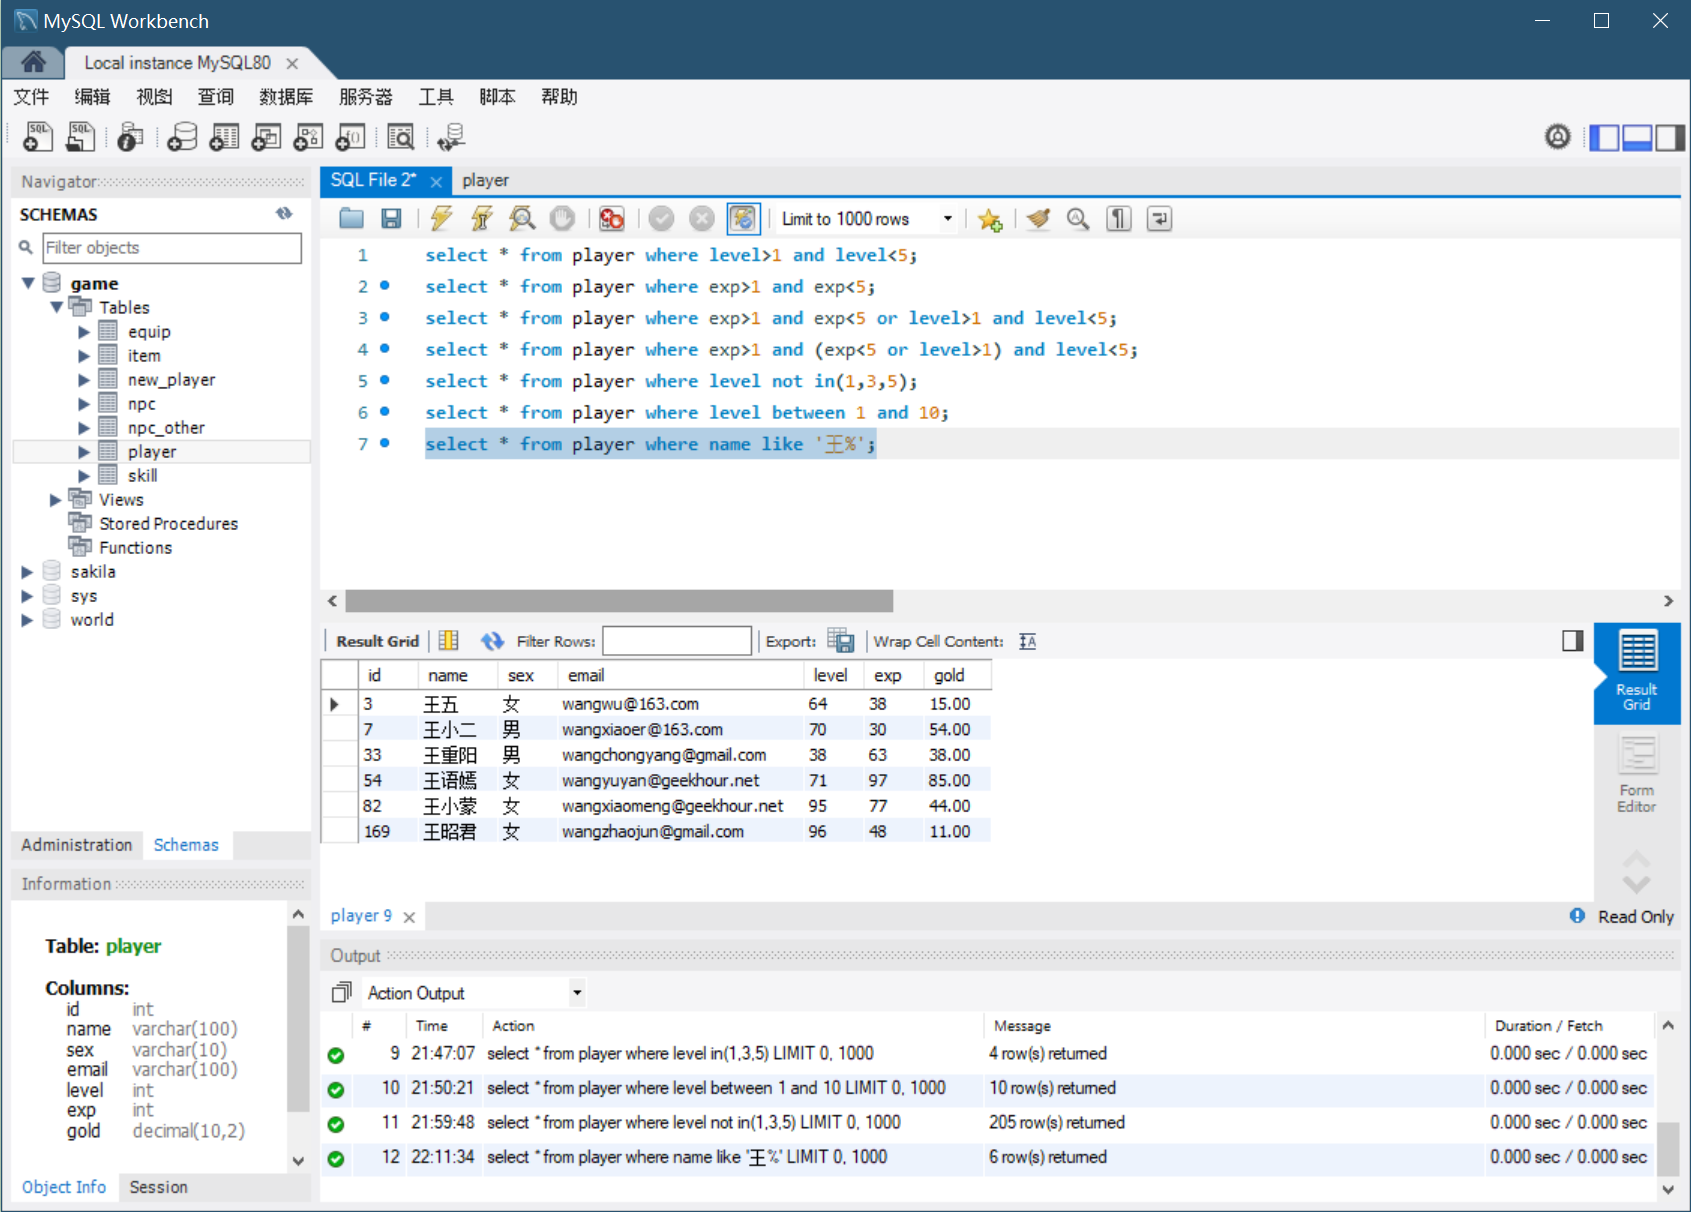 MySQL Workbench
Local instance MySQL80
文件 编辑 视图 查询 数据库 服务器 工具 脚本 帮助
Navigator
SCHEMAS
Filter objects
game
Tables
equip
item
new_player
npc
npc_other
player
skill
Views
Stored Procedures
Functions
sakila
sys
world
Administration Schemas
Information
Table: player
Columns:
id int
name varchar(100)
sex varchar(10)
email varchar(100)
level int
exp int
gold decimal(10,2)
Object Info Session
SQL File 2* player
Limit to 1000 rows
1 select * from player where level>1 and level<5;
2 select * from player where exp>1 and exp<5;
3 select * from player where exp>1 and exp<5 or level>1 and level<5;
4 select * from player where exp>1 and (exp<5 or level>1) and level<5;
5 select * from player where level not in(1,3,5);
6 select * from player where level between 1 and 10;
7 select * from player where name like '王%';
Result Grid Filter Rows: Export: Wrap Cell Content:
id name sex email level exp gold
3 王五 女 wangwu@163.com 64 38 15.00
7 王小二 男 wangxiaoer@163.com 70 30 54.00
33 王重阳 男 wangchongyang@gmail.com 38 63 38.00
54 王语嫣 女 wangyuyan@geekhour.net 71 97 85.00
82 王小蒙 女 wangxiaomeng@geekhour.net 95 77 44.00
169 王昭君 女 wangzhaojun@gmail.com 96 48 11.00
Result
Grid
Form
Editor
player 9 Read Only
Output
Action Output
# Time Action Message Duration / Fetch
9 21:47:07 select * from player where level in(1,3,5) LIMIT 0, 1000 4 row(s) returned 0.000 sec / 0.000 sec
10 21:50:21 select * from player where level between 1 and 10 LIMIT 0, 1000 10 row(s) returned 0.000 sec / 0.000 sec
11 21:59:48 select * from player where level not in(1,3,5) LIMIT 0, 1000 205 row(s) returned 0.000 sec / 0.000 sec
12 22:11:34 select * from player where name like '王%' LIMIT 0, 1000 6 row(s) returned 0.000 sec / 0.000 sec